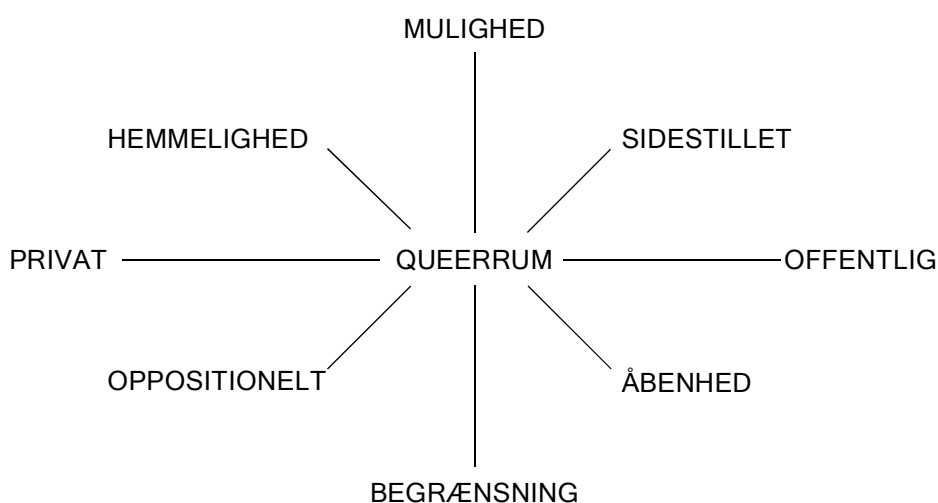 MULIGHED
HEMMELIGHED SIDESTILLET
PRIVAT QUEERRUM OFFENTLIG
OPPOSITIONELT ÅBENHED
BEGRÆNSNING